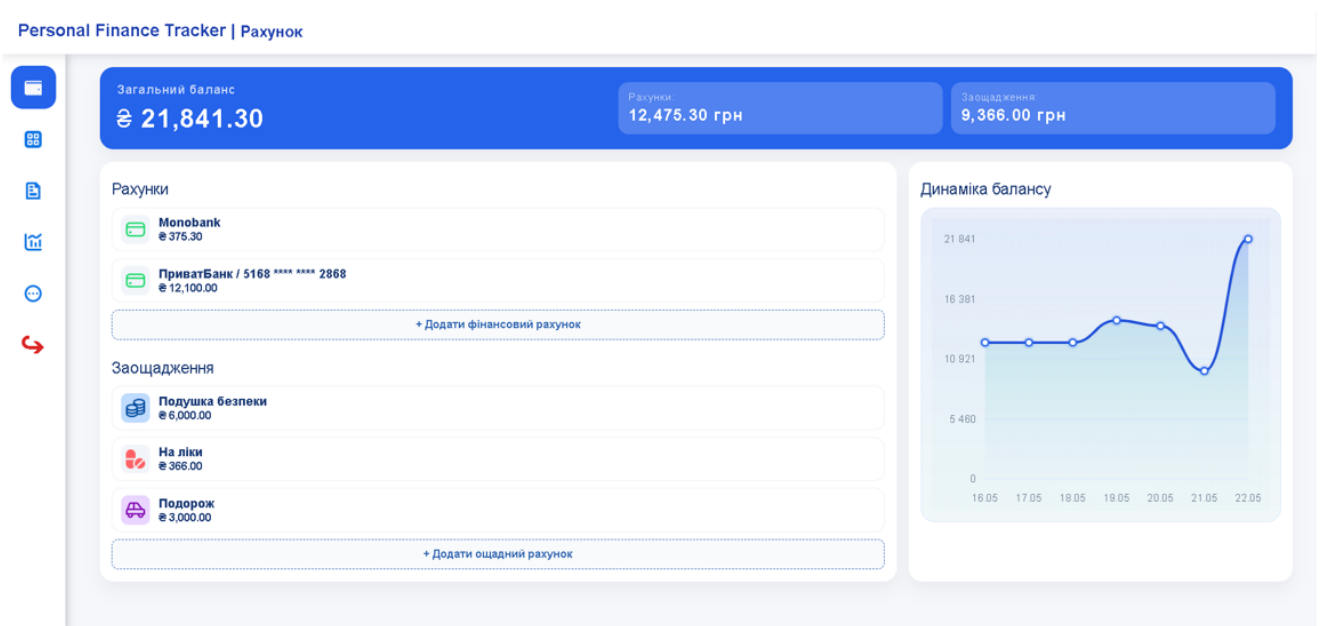 Personal Finance Tracker | Рахунок
Загальний баланс
₴ 21,841.30
Рахунки:
12,475.30 грн
Заощадження:
9,366.00 грн
Рахунки
Monobank
₴ 375.30
ПриватБанк / 5168 **** **** 2868
₴ 12,100.00
+ Додати фінансовий рахунок
Заощадження
Подушка безпеки
₴ 6,000.00
На ліки
₴ 366.00
Подорож
₴ 3,000.00
+ Додати ощадний рахунок
Динаміка балансу
21 841
16 381
10 921
5 460
0
16.05 17.05 18.05 19.05 20.05 21.05 22.05